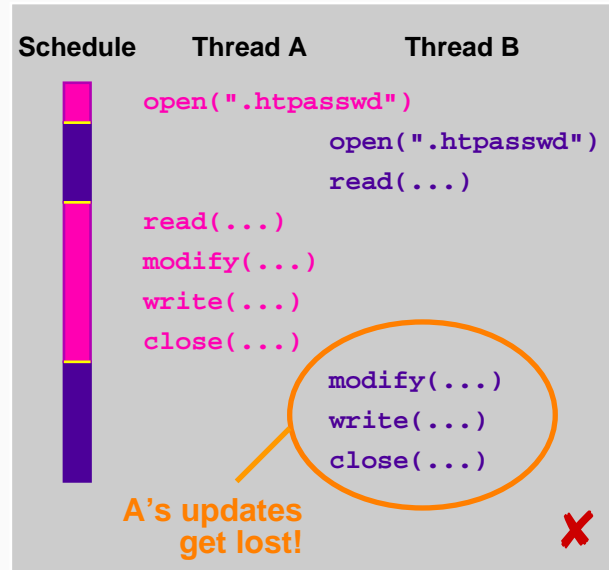 Schedule Thread A Thread B
open(".htpasswd")
open(".htpasswd")
read(...)
read(...)
modify(...)
write(...)
close(...)
modify(...)
write(...)
close(...)
A's updates
get lost!
✘